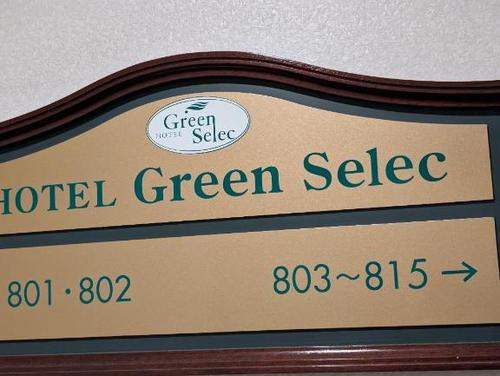 Green
HOTEL Selec
HOTEL Green Selec
801・802 803~815→